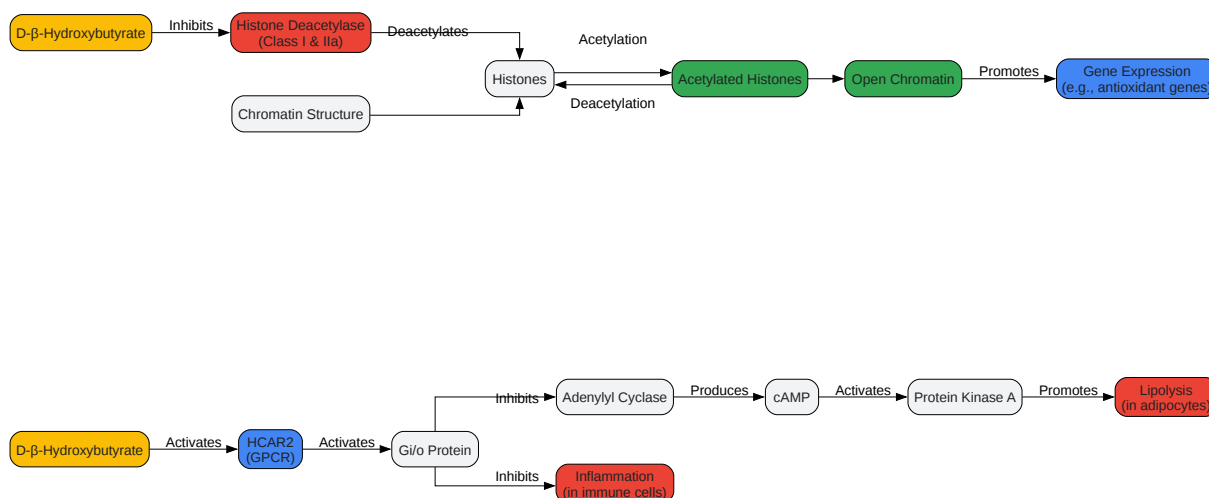 D-β-Hydroxybutyrate
Inhibits
Histone Deacetylase
(Class I & IIa)
Deacetylates
Acetylation
Histones
Acetylated Histones
Open Chromatin
Promotes
Gene Expression
(e.g., antioxidant genes)
Deacetylation
Chromatin Structure
Inhibits
Adenylyl Cyclase
Produces
cAMP
Activates
Protein Kinase A
Promotes
Lipolysis
(in adipocytes)
D-β-Hydroxybutyrate
Activates
HCAR2
(GPCR)
Activates
Gi/o Protein
Inhibits
Inflammation
(in immune cells)